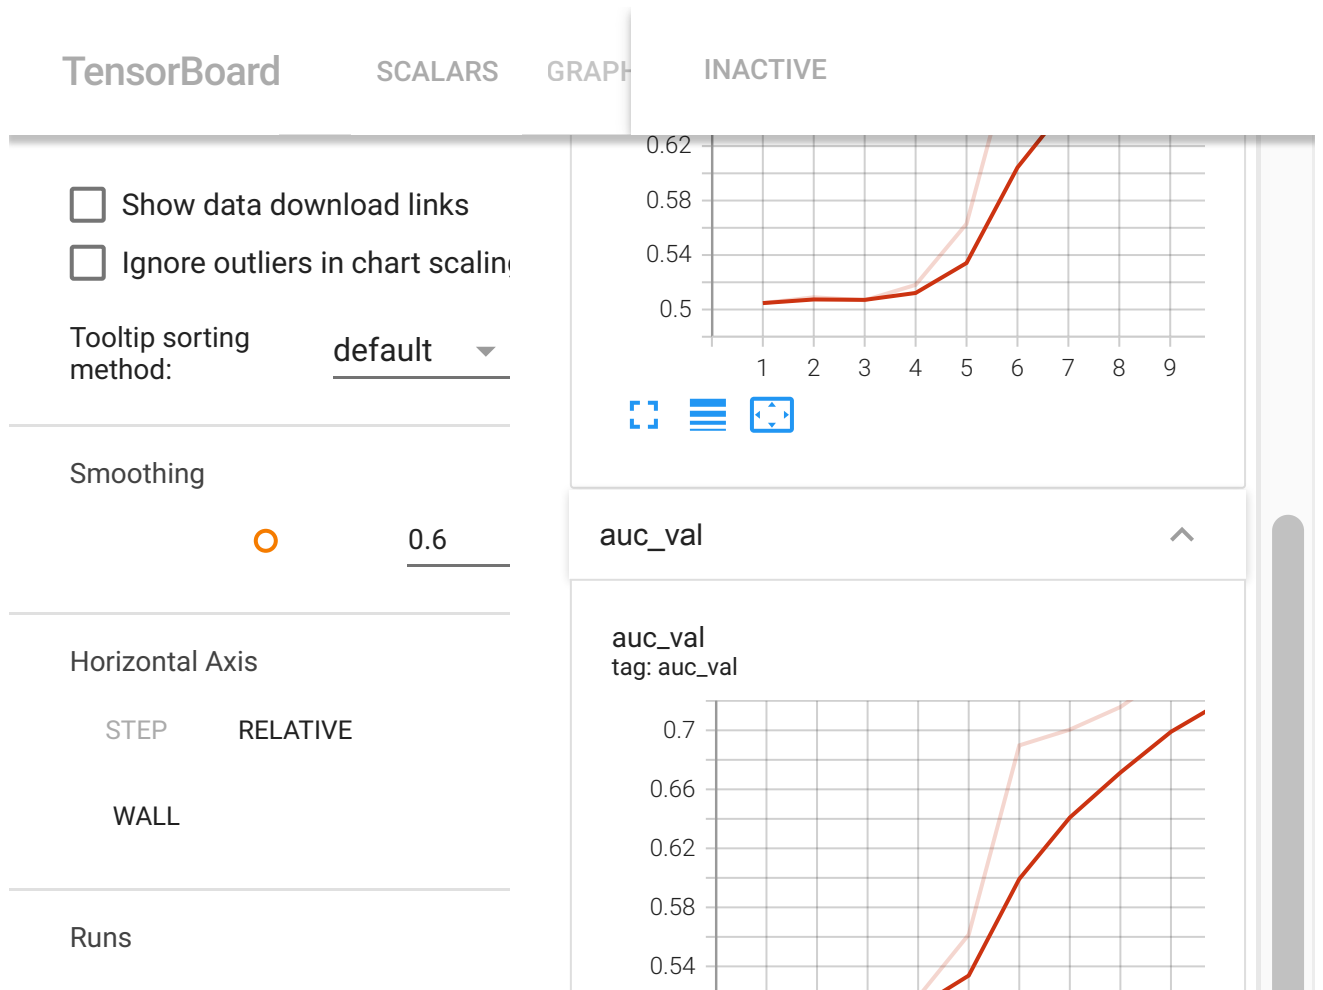 TensorBoard SCALARS GRAPH INACTIVE
Show data download links
Ignore outliers in chart scaling
Tooltip sorting
method:
default
Smoothing
0.6
Horizontal Axis
STEP RELATIVE
WALL
Runs
0.62
0.58
0.54
0.5
1 2 3 4 5 6 7 8 9
auc_val
auc_val
tag: auc_val
0.7
0.66
0.62
0.58
0.54